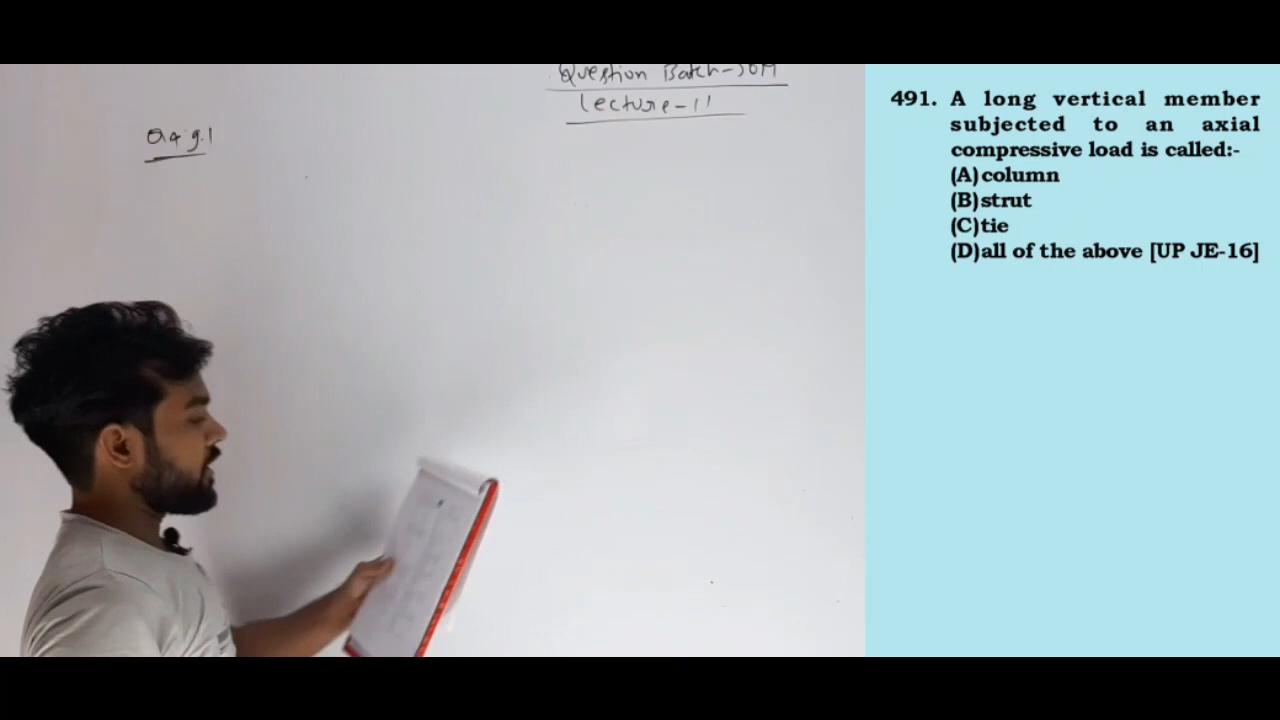 Question Batch-SOM
Lecture-11
Q491
491. A long vertical member
subjected to an axial
compressive load is called:-
(A)column
(B)strut
(C)tie
(D)all of the above [UP JE-16]